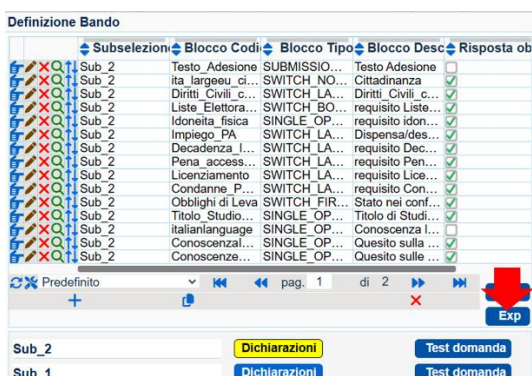 Definizione Bando
Subselezion Blocco Codi Blocco Tipo Blocco Desc Risposta ob
Sub_2 Testo_Adesione SUBMISSIO... Testo Adesione
Sub_2 ita_largeeu_ci... SWITCH_NO... Cittadinanza
Sub_2 Diritti_Civili_c... SWITCH_LA... Diritti_Civili_c...
Sub_2 Liste_Elettora... SWITCH_BO... requisito Liste...
Sub_2 Idoneita_fisica SINGLE_OP... requisito idon...
Sub_2 Impiego_PA SWITCH_LA... Dispensa/des...
Sub_2 Decadenza_I... SWITCH_LA... requisito Dec...
Sub_2 Pena_access... SWITCH_LA... requisito Pen...
Sub_2 Licenziamento SWITCH_LA... requisito Lice...
Sub_2 Condanne_P... SWITCH_LA... requisito Con...
Sub_2 Obblighi di Leva SWITCH_FIR... Stato nei conf...
Sub_2 Titolo_Studio... SINGLE_OP... Titolo di Studi...
Sub_2 italianlanguage SINGLE_OP... Conoscenza l...
Sub_2 Conoscenzal... SINGLE_OP... Quesito sulla ...
Sub_2 Conoscenze... SINGLE_OP... Quesito sulle ...
Predefinito pag. 1 di 2
Exp
Sub_2 Dichiarazioni Test domanda
Sub_1 Dichiarazioni Test domanda